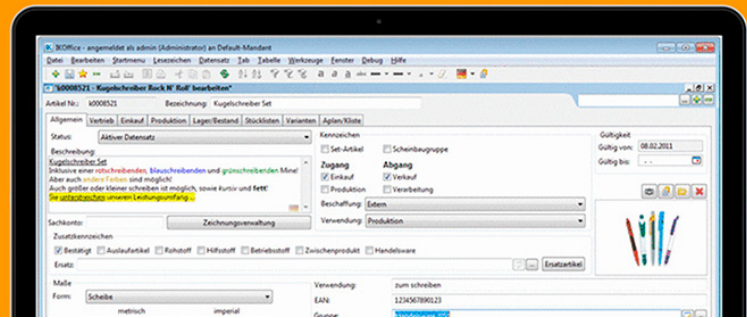 IKOffice - angemeldet als admin (Administrator) an Default-Mandant
Datei Bearbeiten Startmenu Lesezeichen Datensatz Tab Tabelle Werkzeuge Fenster Debug Hilfe
"k0008521 - Kugelschreiber Rock N' Roll' bearbeiten"
Artikel Nr.: k0008521 Bezeichnung: Kugelschreiber Set
Allgemein Vertrieb Einkauf Produktion Lager/Bestand Stücklisten Varianten Aplan/Kliste
Status: Aktiver Datensatz
Beschreibung:
Kugelschreiber Set
Inklusive einer rotschreibenden, blauschreibenden und grünschreibenden Mine!
Aber auch andere Farben sind möglich!
Auch größer oder kleiner schreiben ist möglich, sowie kursiv und fett!
Sie unterstreichen unseren Leistungsumfang ...
Sachkonto: Zeichnungsverwaltung
Kennzeichen
Set-Artikel Scheinbaugruppe
Zugang Abgang
Einkauf Verkauf
Produktion Verarbeitung
Beschaffung: Extern
Verwendung: Produktion
Gültigkeit
Gültig von: 08.02.2011
Gültig bis: . .
Zusatzkennzeichen
Bestätigt Auslaufartikel Rohstoff Hilfsstoff Betriebsstoff Zwischenprodukt Handelsware
Ersatz: ... Ersatzartikel
Maße
Form: Scheibe
metrisch imperial
Verwendung: zum schreiben
EAN: 1234567890123
Gruppe: